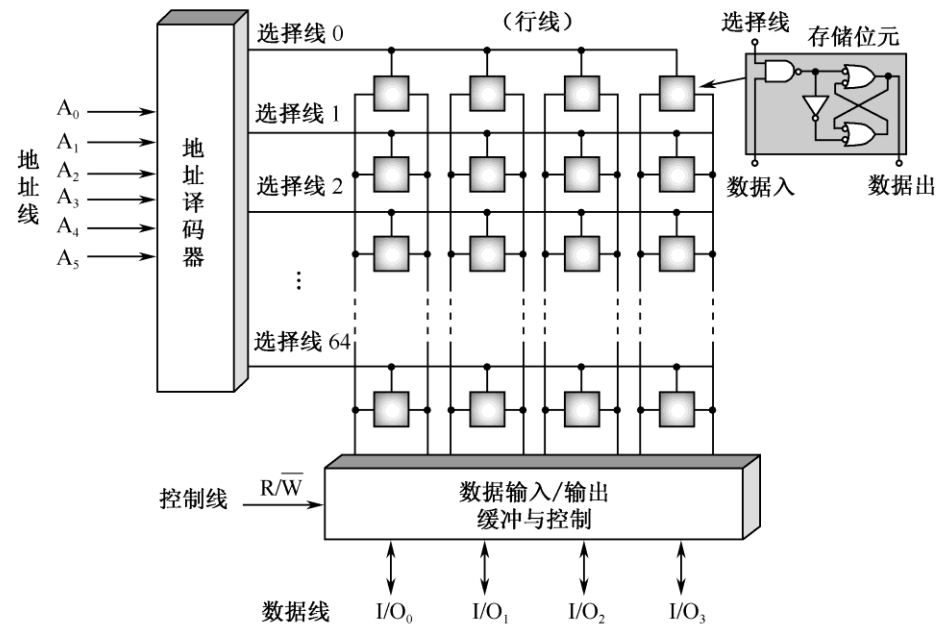 选择线 0
（行线）
选择线
存储位元
A₀
选择线 1
A₁
A₂
A₃
A₄
A₅
地址线
地址译码器
选择线 2
数据入
数据出
⋮
选择线 64
控制线
R/W̅
数据输入/输出
缓冲与控制
数据线
I/O₀
I/O₁
I/O₂
I/O₃